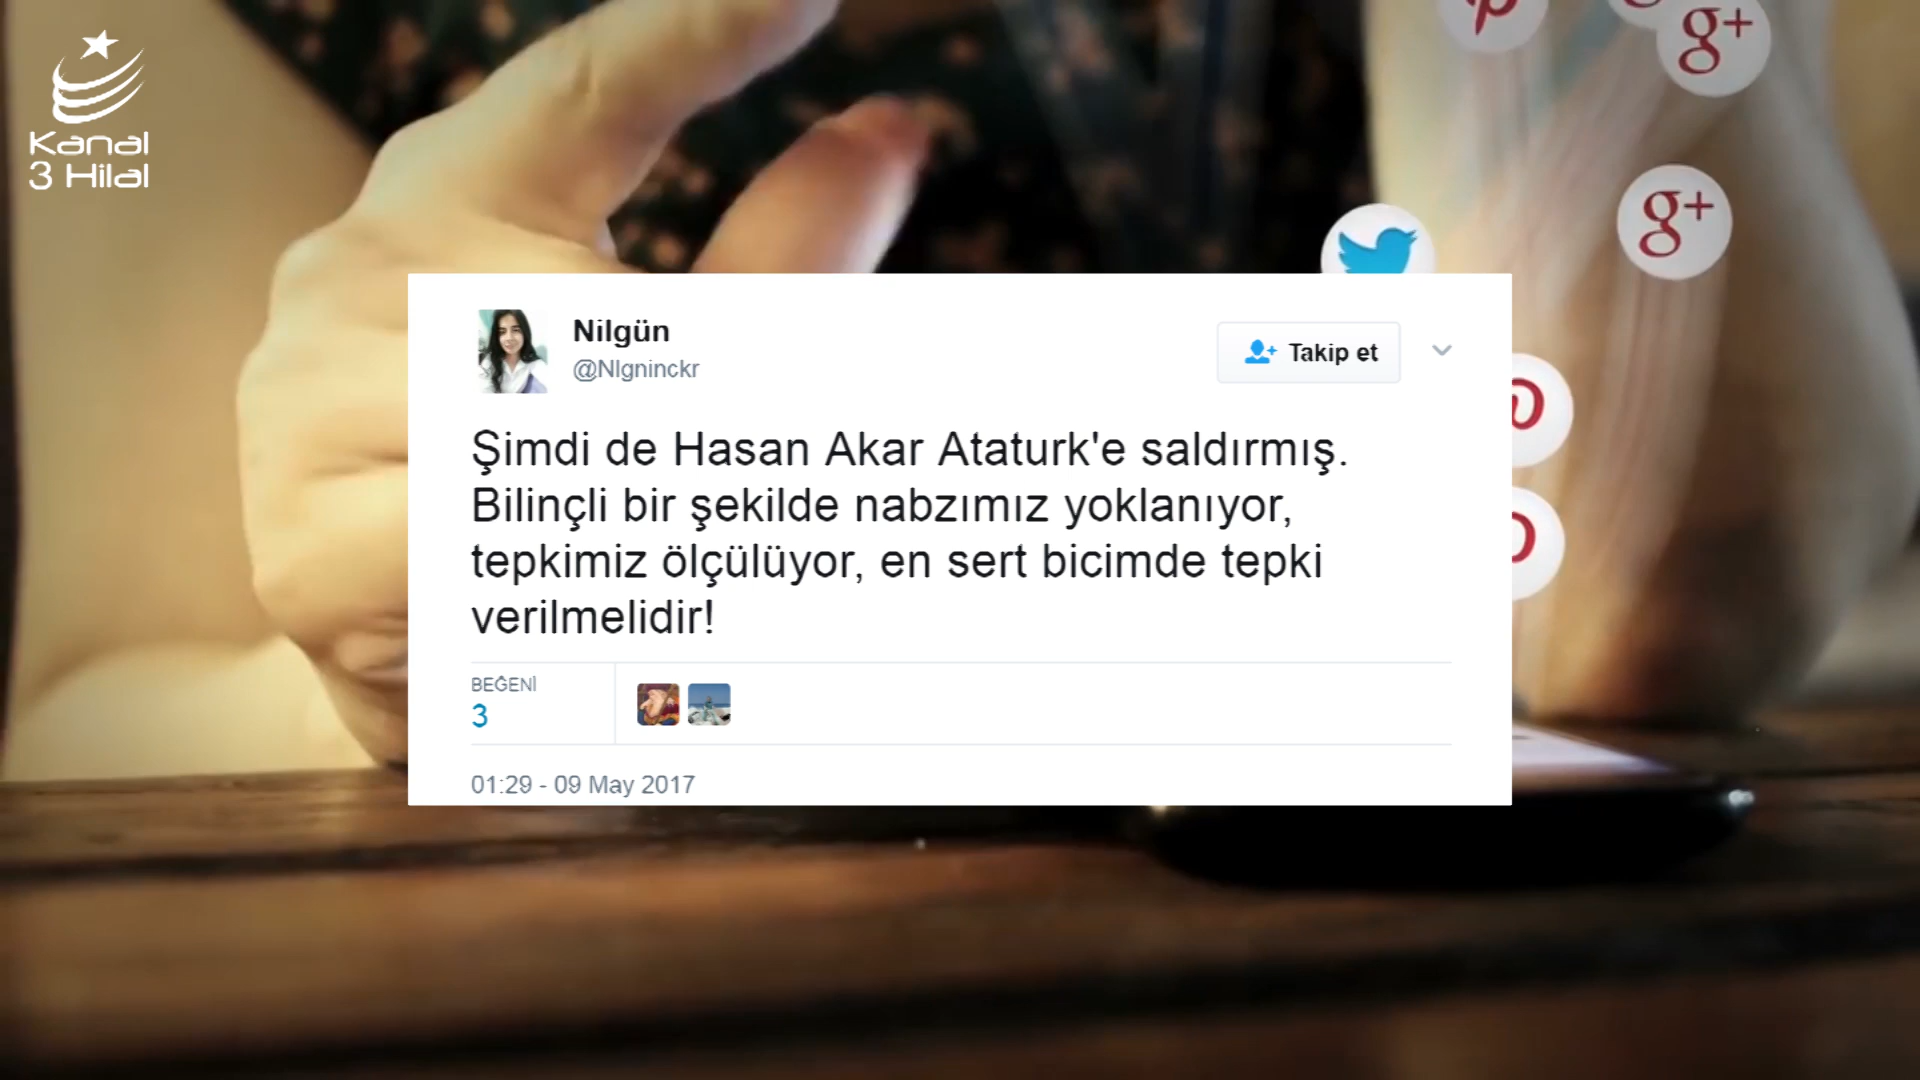 Kanal
3 Hilal
g+
g+
Nilgün
@Nlgninckr
Takip et
Şimdi de Hasan Akar Ataturk'e saldırmış.
Bilinçli bir şekilde nabzımız yoklanıyor,
tepkimiz ölçülüyor, en sert bicimde tepki
verilmelidir!
BEĞENİ
3
01:29 - 09 May 2017